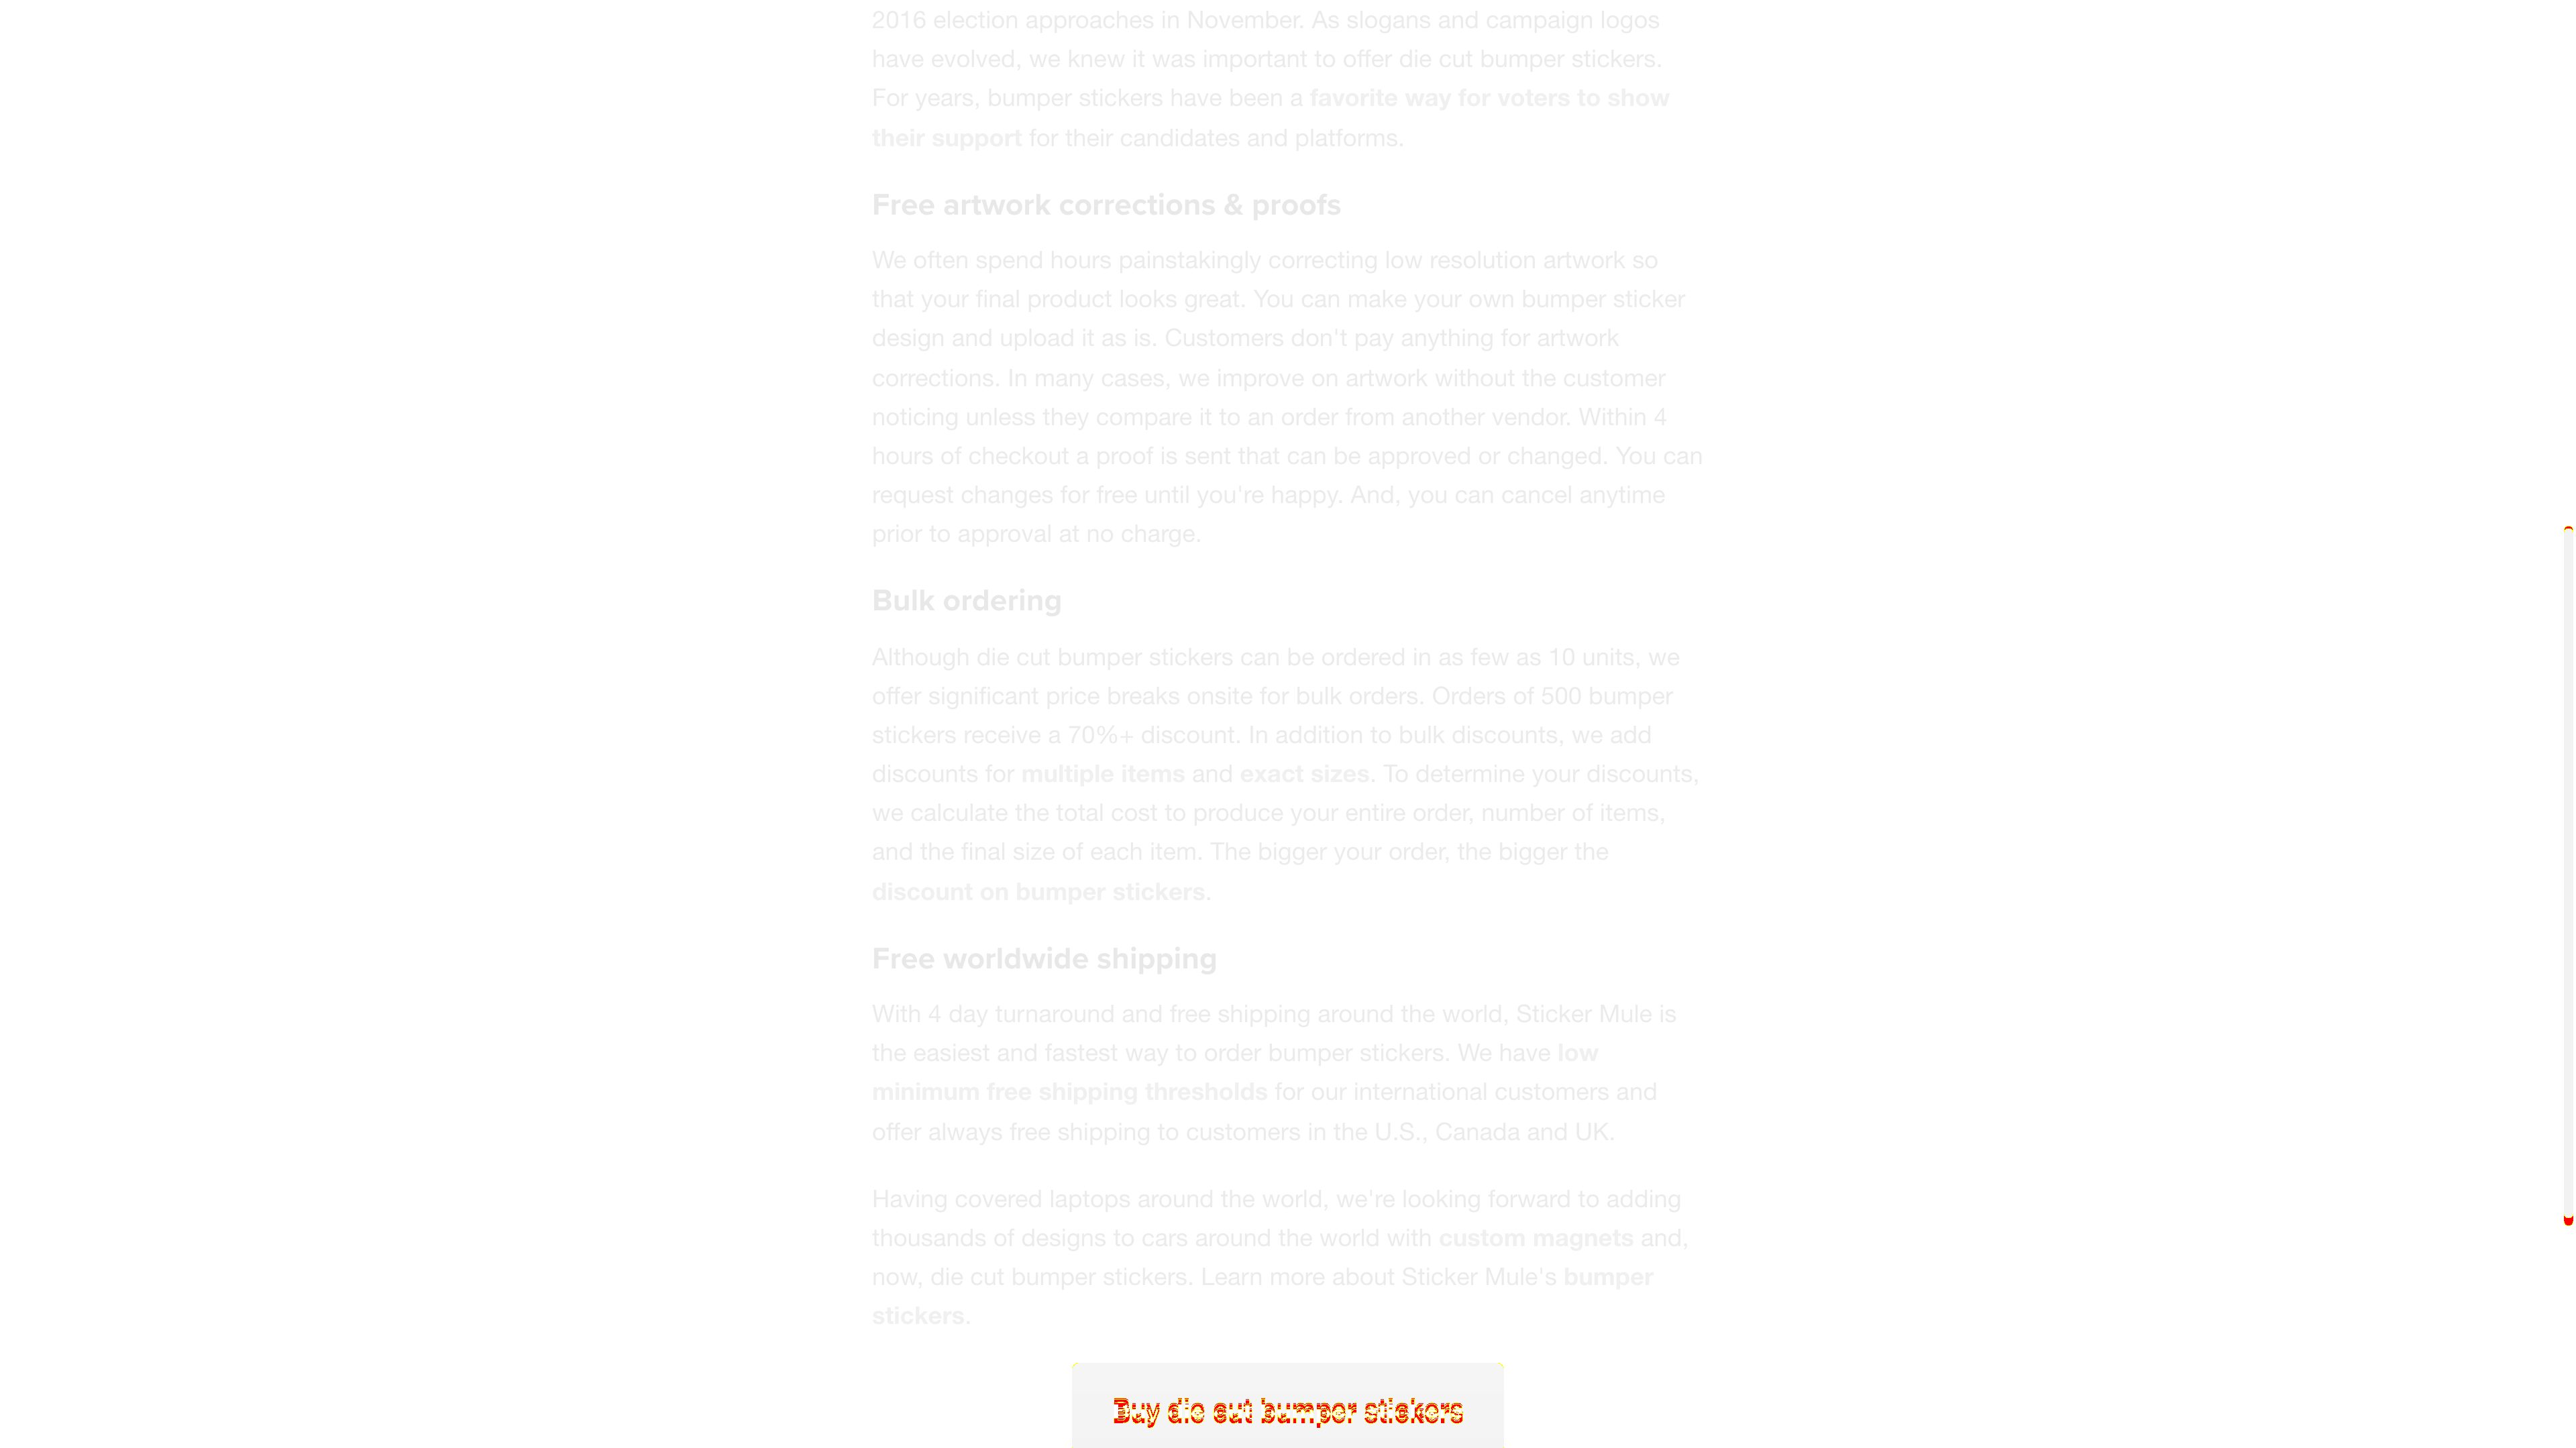 2016 election approaches in November. As slogans and campaign logos
have evolved, we knew it was important to offer die cut bumper stickers.
For years, bumper stickers have been a favorite way for voters to show
their support for their candidates and platforms.
Free artwork corrections & proofs
We often spend hours painstakingly correcting low resolution artwork so
that your final product looks great. You can make your own bumper sticker
design and upload it as is. Customers don't pay anything for artwork
corrections. In many cases, we improve on artwork without the customer
noticing unless they compare it to an order from another vendor. Within 4
hours of checkout a proof is sent that can be approved or changed. You can
request changes for free until you're happy. And, you can cancel anytime
prior to approval at no charge.
Bulk ordering
Although die cut bumper stickers can be ordered in as few as 10 units, we
offer significant price breaks onsite for bulk orders. Orders of 500 bumper
stickers receive a 70%+ discount. In addition to bulk discounts, we add
discounts for multiple items and exact sizes. To determine your discounts,
we calculate the total cost to produce your entire order, number of items,
and the final size of each item. The bigger your order, the bigger the
discount on bumper stickers.
Free worldwide shipping
With 4 day turnaround and free shipping around the world, Sticker Mule is
the easiest and fastest way to order bumper stickers. We have low
minimum free shipping thresholds for our international customers and
offer always free shipping to customers in the U.S., Canada and UK.
Having covered laptops around the world, we're looking forward to adding
thousands of designs to cars around the world with custom magnets and,
now, die cut bumper stickers. Learn more about Sticker Mule's bumper
stickers.
Buy die cut bumper stickers